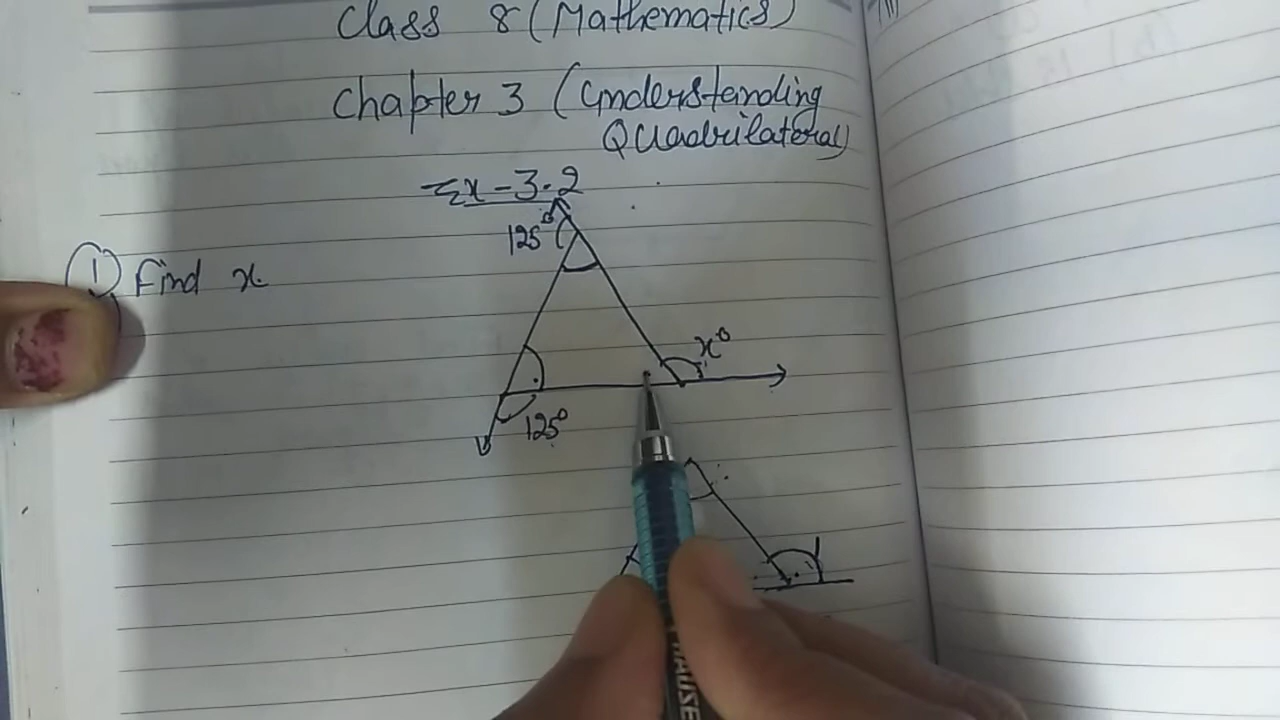 Class 8 (Mathematics)
Chapter 3 (Understanding
Quadrilateral)
Ex-3.2
125°
① Find x
x°
125°